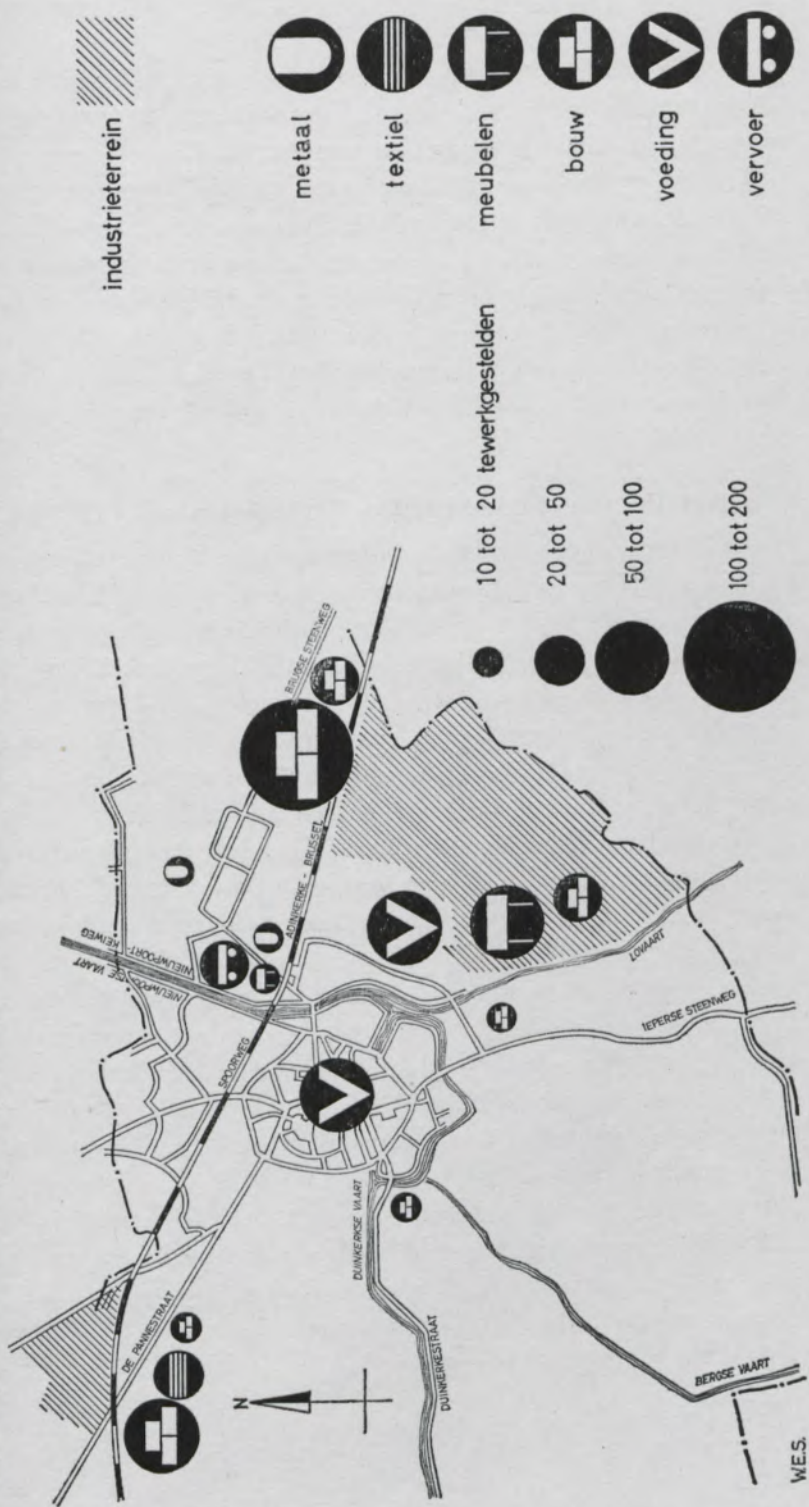 industrieterrein
metaal
textiel
meubelen
bouw
voeding
vervoer
10 tot 20 tewerkgestelden
20 tot 50
50 tot 100
100 tot 200
BRUGSE STEENWEG
ADINKERKE - BRUSSEL
SPOORWEG
NIEUWPOORT KEIWEG
NIEUWPOORTSE VAART
LOVAART
IEPERSE STEENWEG
DE PANNESTRAAT
DUINKERKSE VAART
DUINKERKESTRAAT
BERGSE VAART
N
W.E.S.